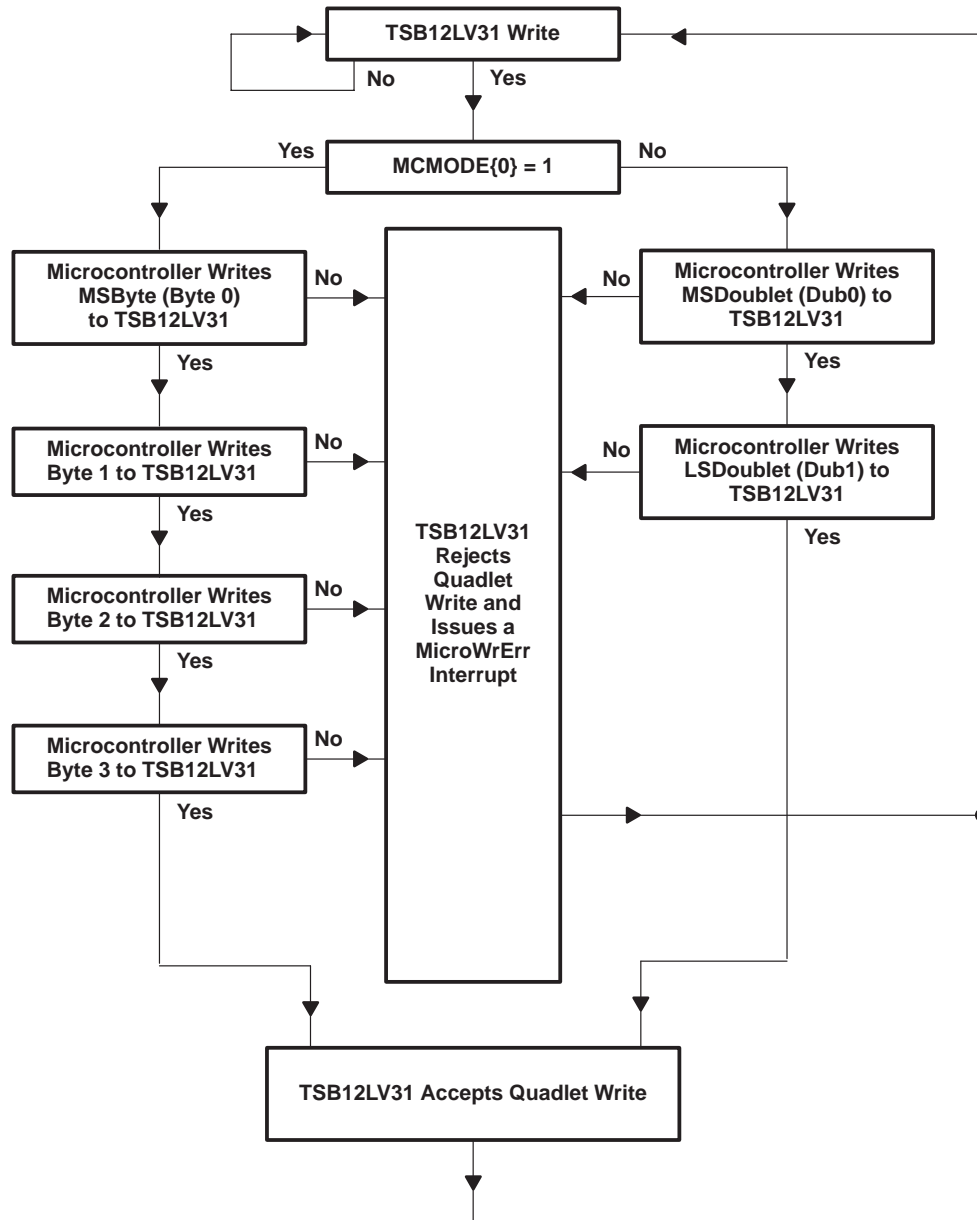 TSB12LV31 Write
No
Yes
Yes
MCMODE{0} = 1
No
Microcontroller Writes
MSByte (Byte 0)
to TSB12LV31
No
Yes
Microcontroller Writes
Byte 1 to TSB12LV31
No
Yes
Microcontroller Writes
Byte 2 to TSB12LV31
No
Yes
Microcontroller Writes
Byte 3 to TSB12LV31
No
Yes
TSB12LV31
Rejects
Quadlet
Write and
Issues a
MicroWrErr
Interrupt
No
Microcontroller Writes
MSDoublet (Dub0) to
TSB12LV31
Yes
No
Microcontroller Writes
LSDoublet (Dub1) to
TSB12LV31
Yes
TSB12LV31 Accepts Quadlet Write